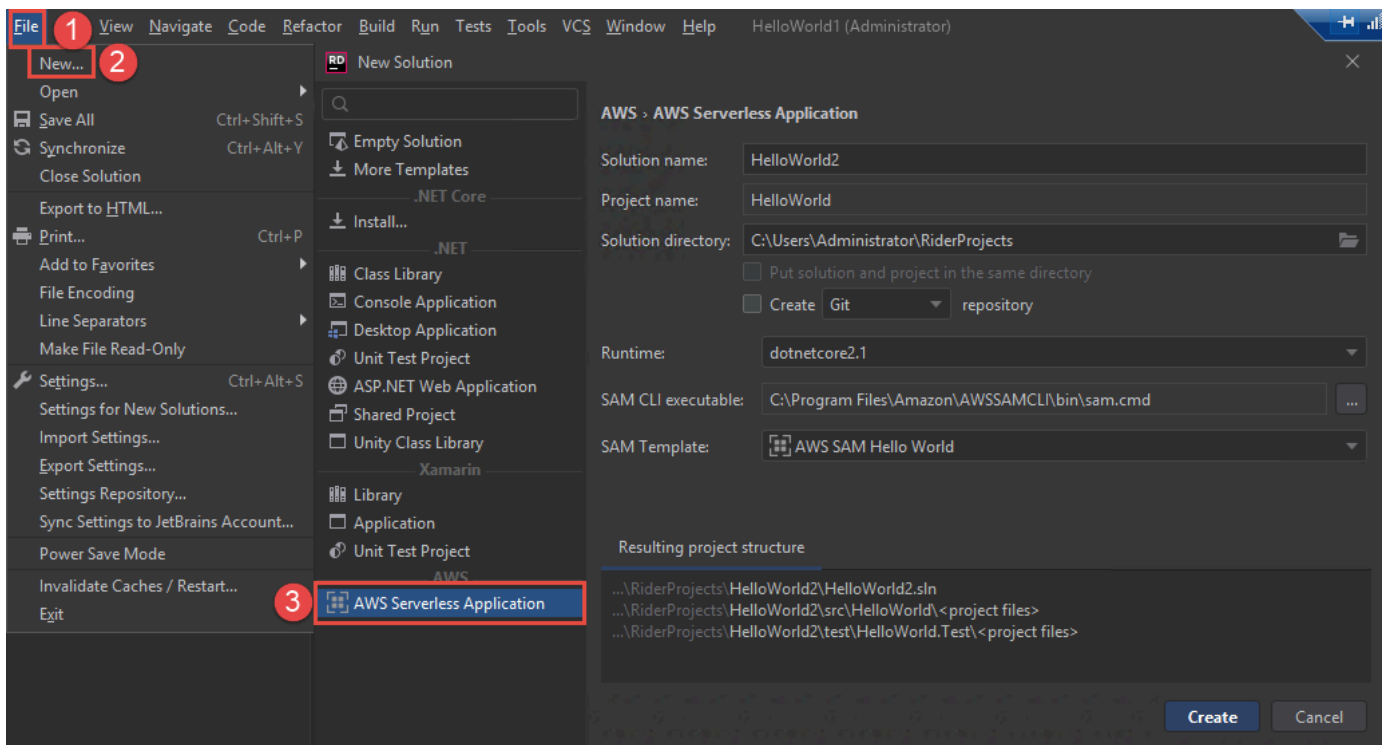 File 1 View Navigate Code Refactor Build Run Tests Tools VCS Window Help HelloWorld1 (Administrator)
New... 2
Open
Save All Ctrl+Shift+S
Synchronize Ctrl+Alt+Y
Close Solution
Export to HTML...
Print... Ctrl+P
Add to Favorites
File Encoding
Line Separators
Make File Read-Only
Settings... Ctrl+Alt+S
Settings for New Solutions...
Import Settings...
Export Settings...
Settings Repository...
Sync Settings to JetBrains Account...
Power Save Mode
Invalidate Caches / Restart...
Exit
RD New Solution
Empty Solution
More Templates
.NET Core
Install...
.NET
Class Library
Console Application
Desktop Application
Unit Test Project
ASP.NET Web Application
Shared Project
Unity Class Library
Xamarin
Library
Application
Unit Test Project
AWS
3 AWS Serverless Application
AWS › AWS Serverless Application
Solution name: HelloWorld2
Project name: HelloWorld
Solution directory: C:\Users\Administrator\RiderProjects
Put solution and project in the same directory
Create Git repository
Runtime: dotnetcore2.1
SAM CLI executable: C:\Program Files\Amazon\AWSSAMCLI\bin\sam.cmd ...
SAM Template: AWS SAM Hello World
Resulting project structure
...\RiderProjects\HelloWorld2\HelloWorld2.sln
...\RiderProjects\HelloWorld2\src\HelloWorld\<project files>
...\RiderProjects\HelloWorld2\test\HelloWorld.Test\<project files>
Create Cancel